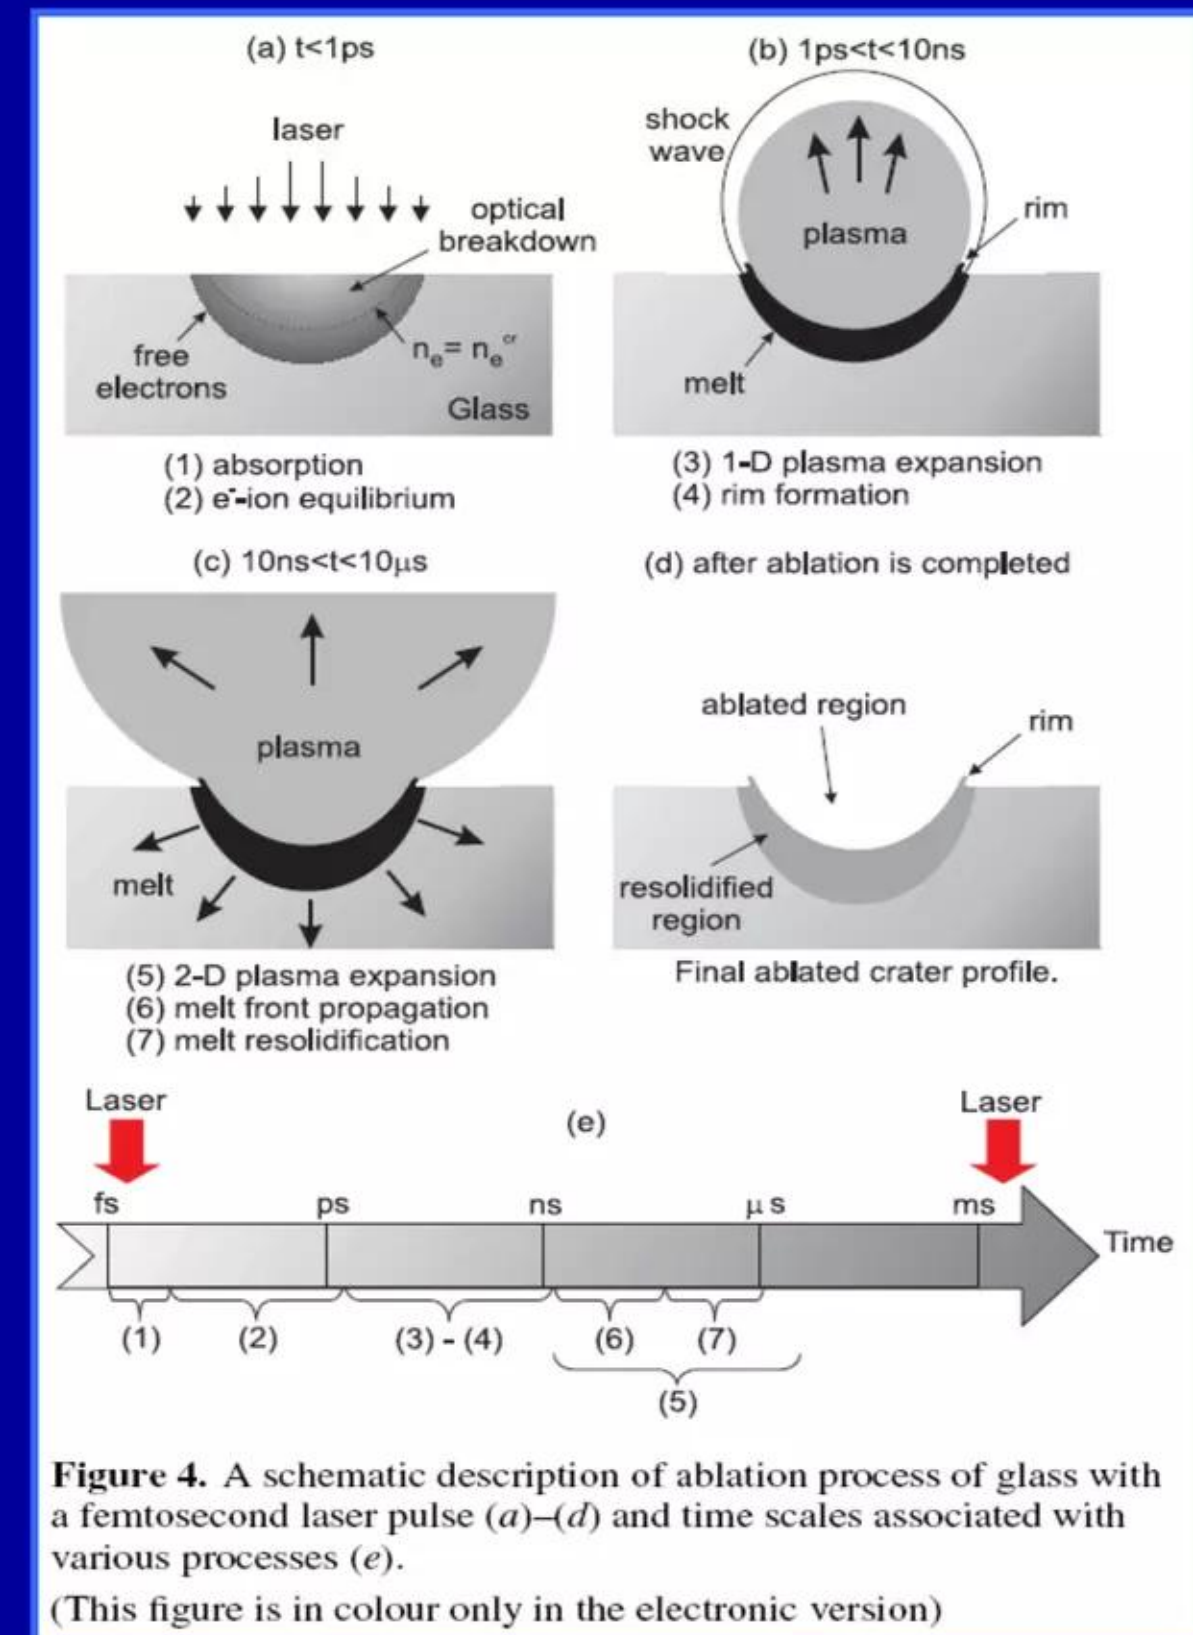 (a) t<1ps
laser
optical
breakdown
free
electrons
nₑ= nₑᶜʳ
Glass
(1) absorption
(2) e⁻-ion equilibrium
(b) 1ps<t<10ns
shock
wave
plasma
rim
melt
(3) 1-D plasma expansion
(4) rim formation
(c) 10ns<t<10μs
plasma
melt
(5) 2-D plasma expansion
(6) melt front propagation
(7) melt resolidification
(d) after ablation is completed
ablated region
rim
resolidified
region
Final ablated crater profile.
Laser
(e)
Laser
fs
ps
ns
μ s
ms
Time
(1)
(2)
(3) - (4)
(6)
(7)
(5)
Figure 4. A schematic description of ablation process of glass with
a femtosecond laser pulse (a)–(d) and time scales associated with
various processes (e).
(This figure is in colour only in the electronic version)